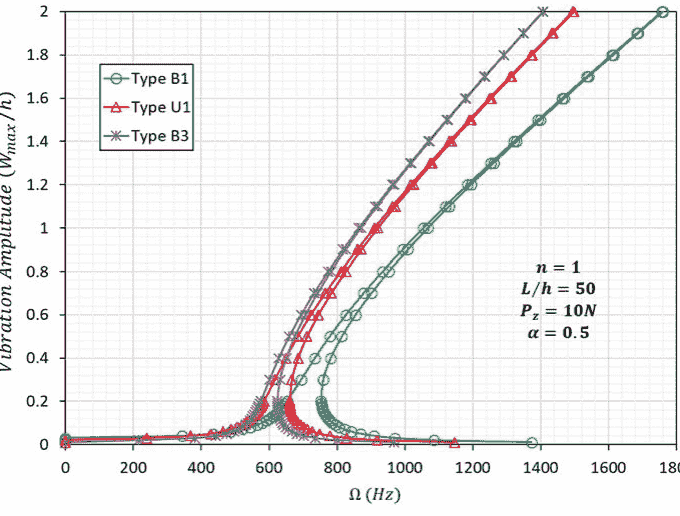 2
1.8
1.6
1.4
1.2
1
0.8
0.6
0.4
0.2
0
Vibration Amplitude (Wmax/h)
Type B1
Type U1
Type B3
n = 1
L/h = 50
Pz = 10N
α = 0.5
0 200 400 600 800 1000 1200 1400 1600
Ω (Hz)